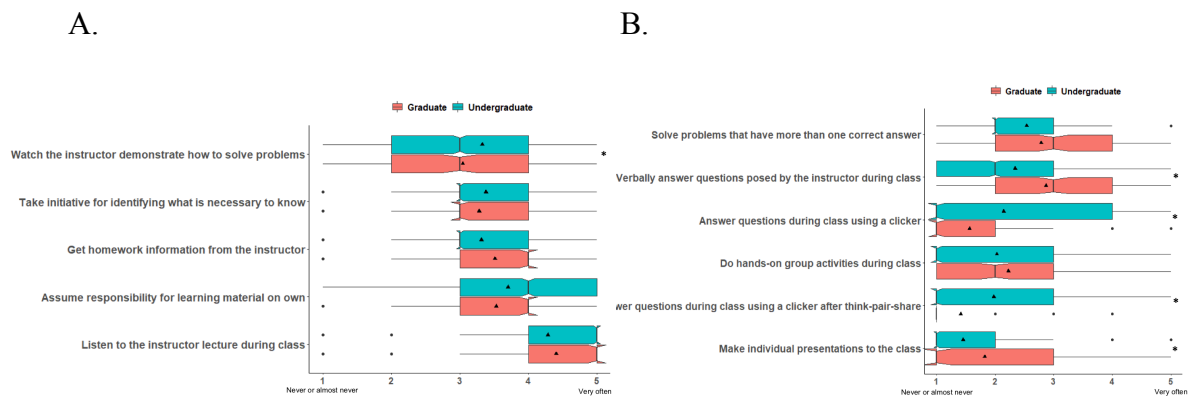 A.
Graduate Undergraduate
Watch the instructor demonstrate how to solve problems
*
Take initiative for identifying what is necessary to know
Get homework information from the instructor
Assume responsibility for learning material on own
Listen to the instructor lecture during class
1 2 3 4 5
Never or almost never Very often
B.
Graduate Undergraduate
Solve problems that have more than one correct answer
Verbally answer questions posed by the instructor during class
*
Answer questions during class using a clicker
*
Do hands-on group activities during class
wer questions during class using a clicker after think-pair-share
*
Make individual presentations to the class
*
1 2 3 4 5
Never or almost never Very often